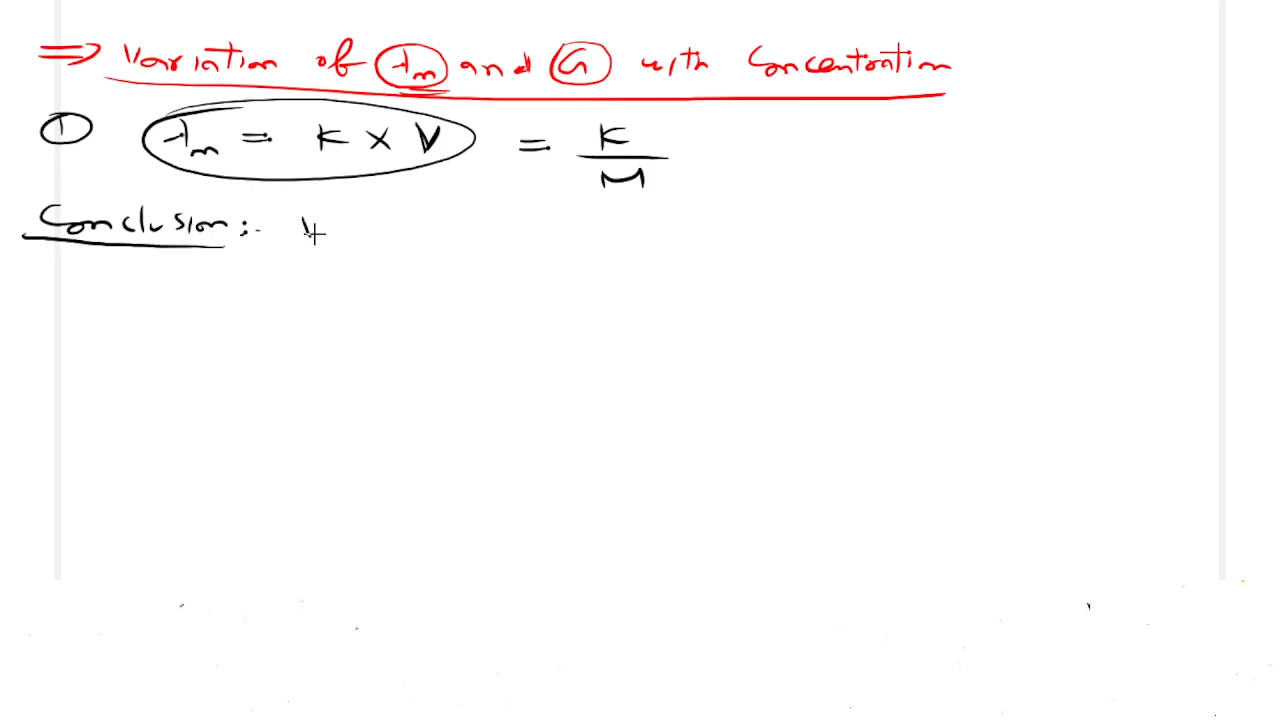 ⇒ Variation of λm and G with Concentration
① λm = K × V = K / M
Conclusion :-